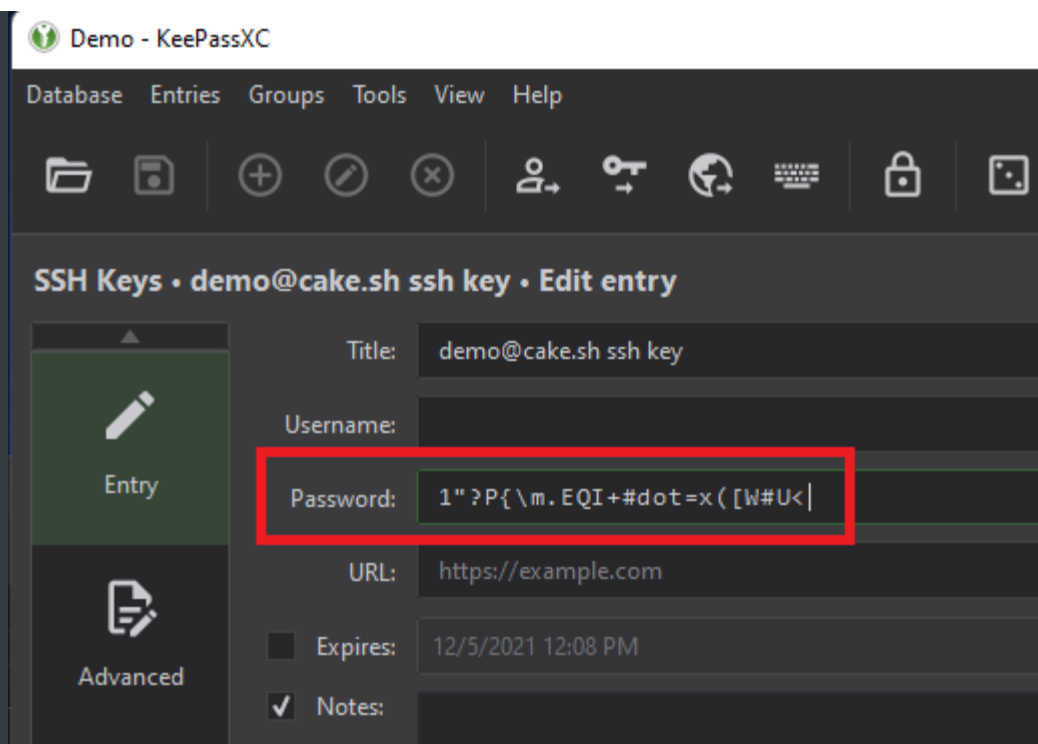 Demo - KeePassXC
Database Entries Groups Tools View Help
SSH Keys • demo@cake.sh ssh key • Edit entry
Title: demo@cake.sh ssh key
Username:
Entry
Password: 1"?P{\m.EQI+#dot=x([W#U<
URL: https://example.com
Expires: 12/5/2021 12:08 PM
Advanced
Notes: